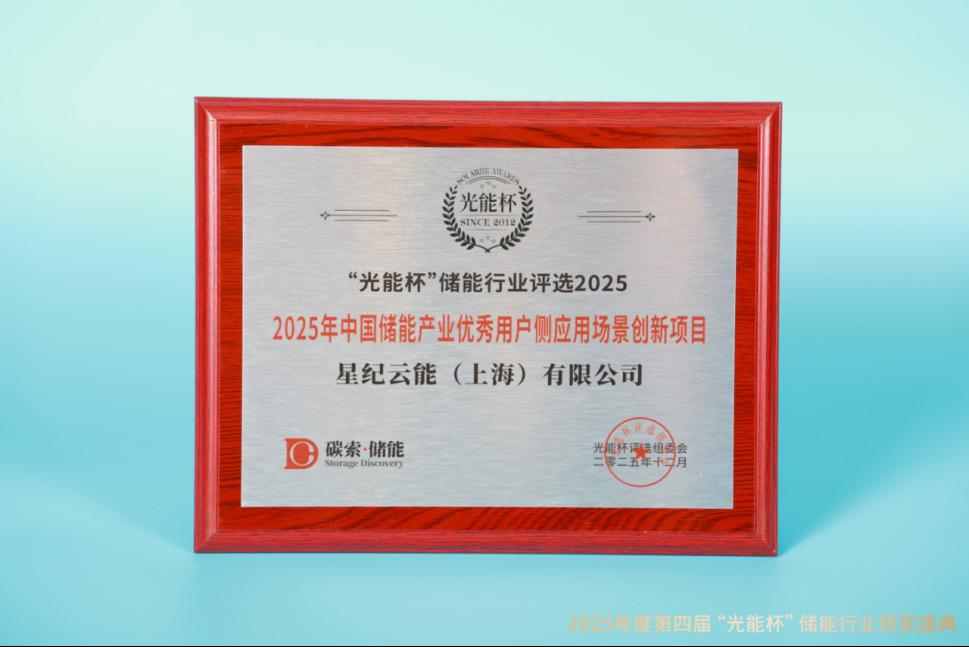 SOLARBE AWARDS
光能杯
SINCE 2012
“光能杯”储能行业评选2025
2025年中国储能产业优秀用户侧应用场景创新项目
星纪云能（上海）有限公司
碳索·储能
Storage Discovery
光能杯评选组委会
二零二五年十二月
2025年度第四届“光能杯”储能行业颁奖盛典